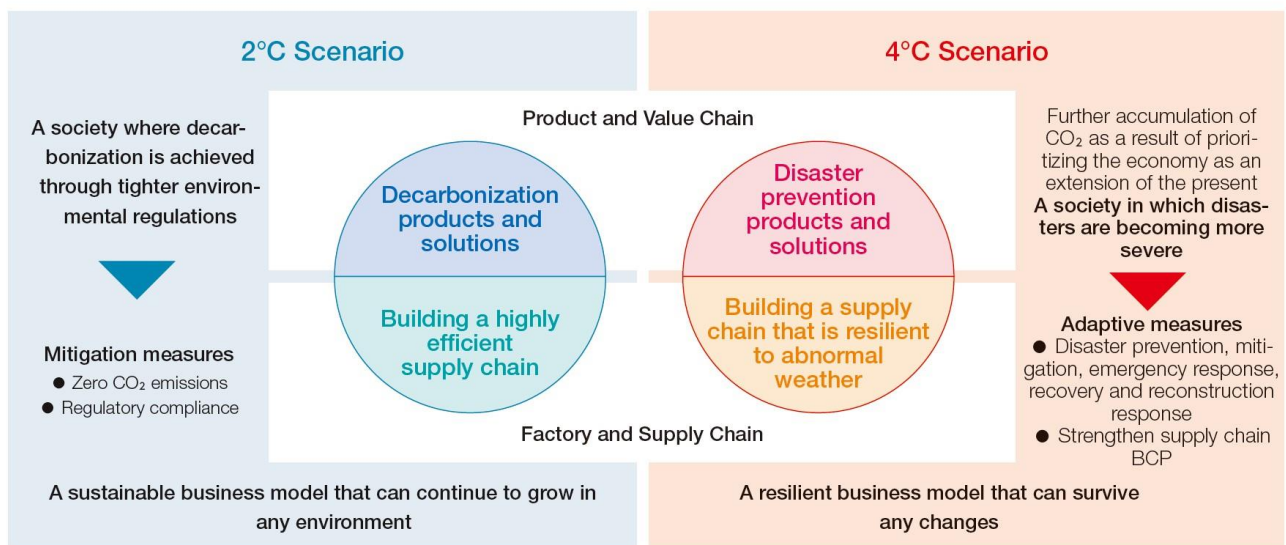 2°C Scenario
A society where decar-
bonization is achieved
through tighter environ-
mental regulations
Mitigation measures
● Zero CO₂ emissions
● Regulatory compliance
Product and Value Chain
Decarbonization
products and
solutions
Building a highly
efficient
supply chain
Factory and Supply Chain
A sustainable business model that can continue to grow in
any environment
4°C Scenario
Disaster
prevention
products and
solutions
Building a supply
chain that is resilient
to abnormal
weather
Further accumulation of
CO₂ as a result of priori-
tizing the economy as an
extension of the present
A society in which disas-
ters are becoming more
severe
Adaptive measures
● Disaster prevention, miti-
gation, emergency response,
recovery and reconstruction
response
● Strengthen supply chain
BCP
A resilient business model that can survive
any changes